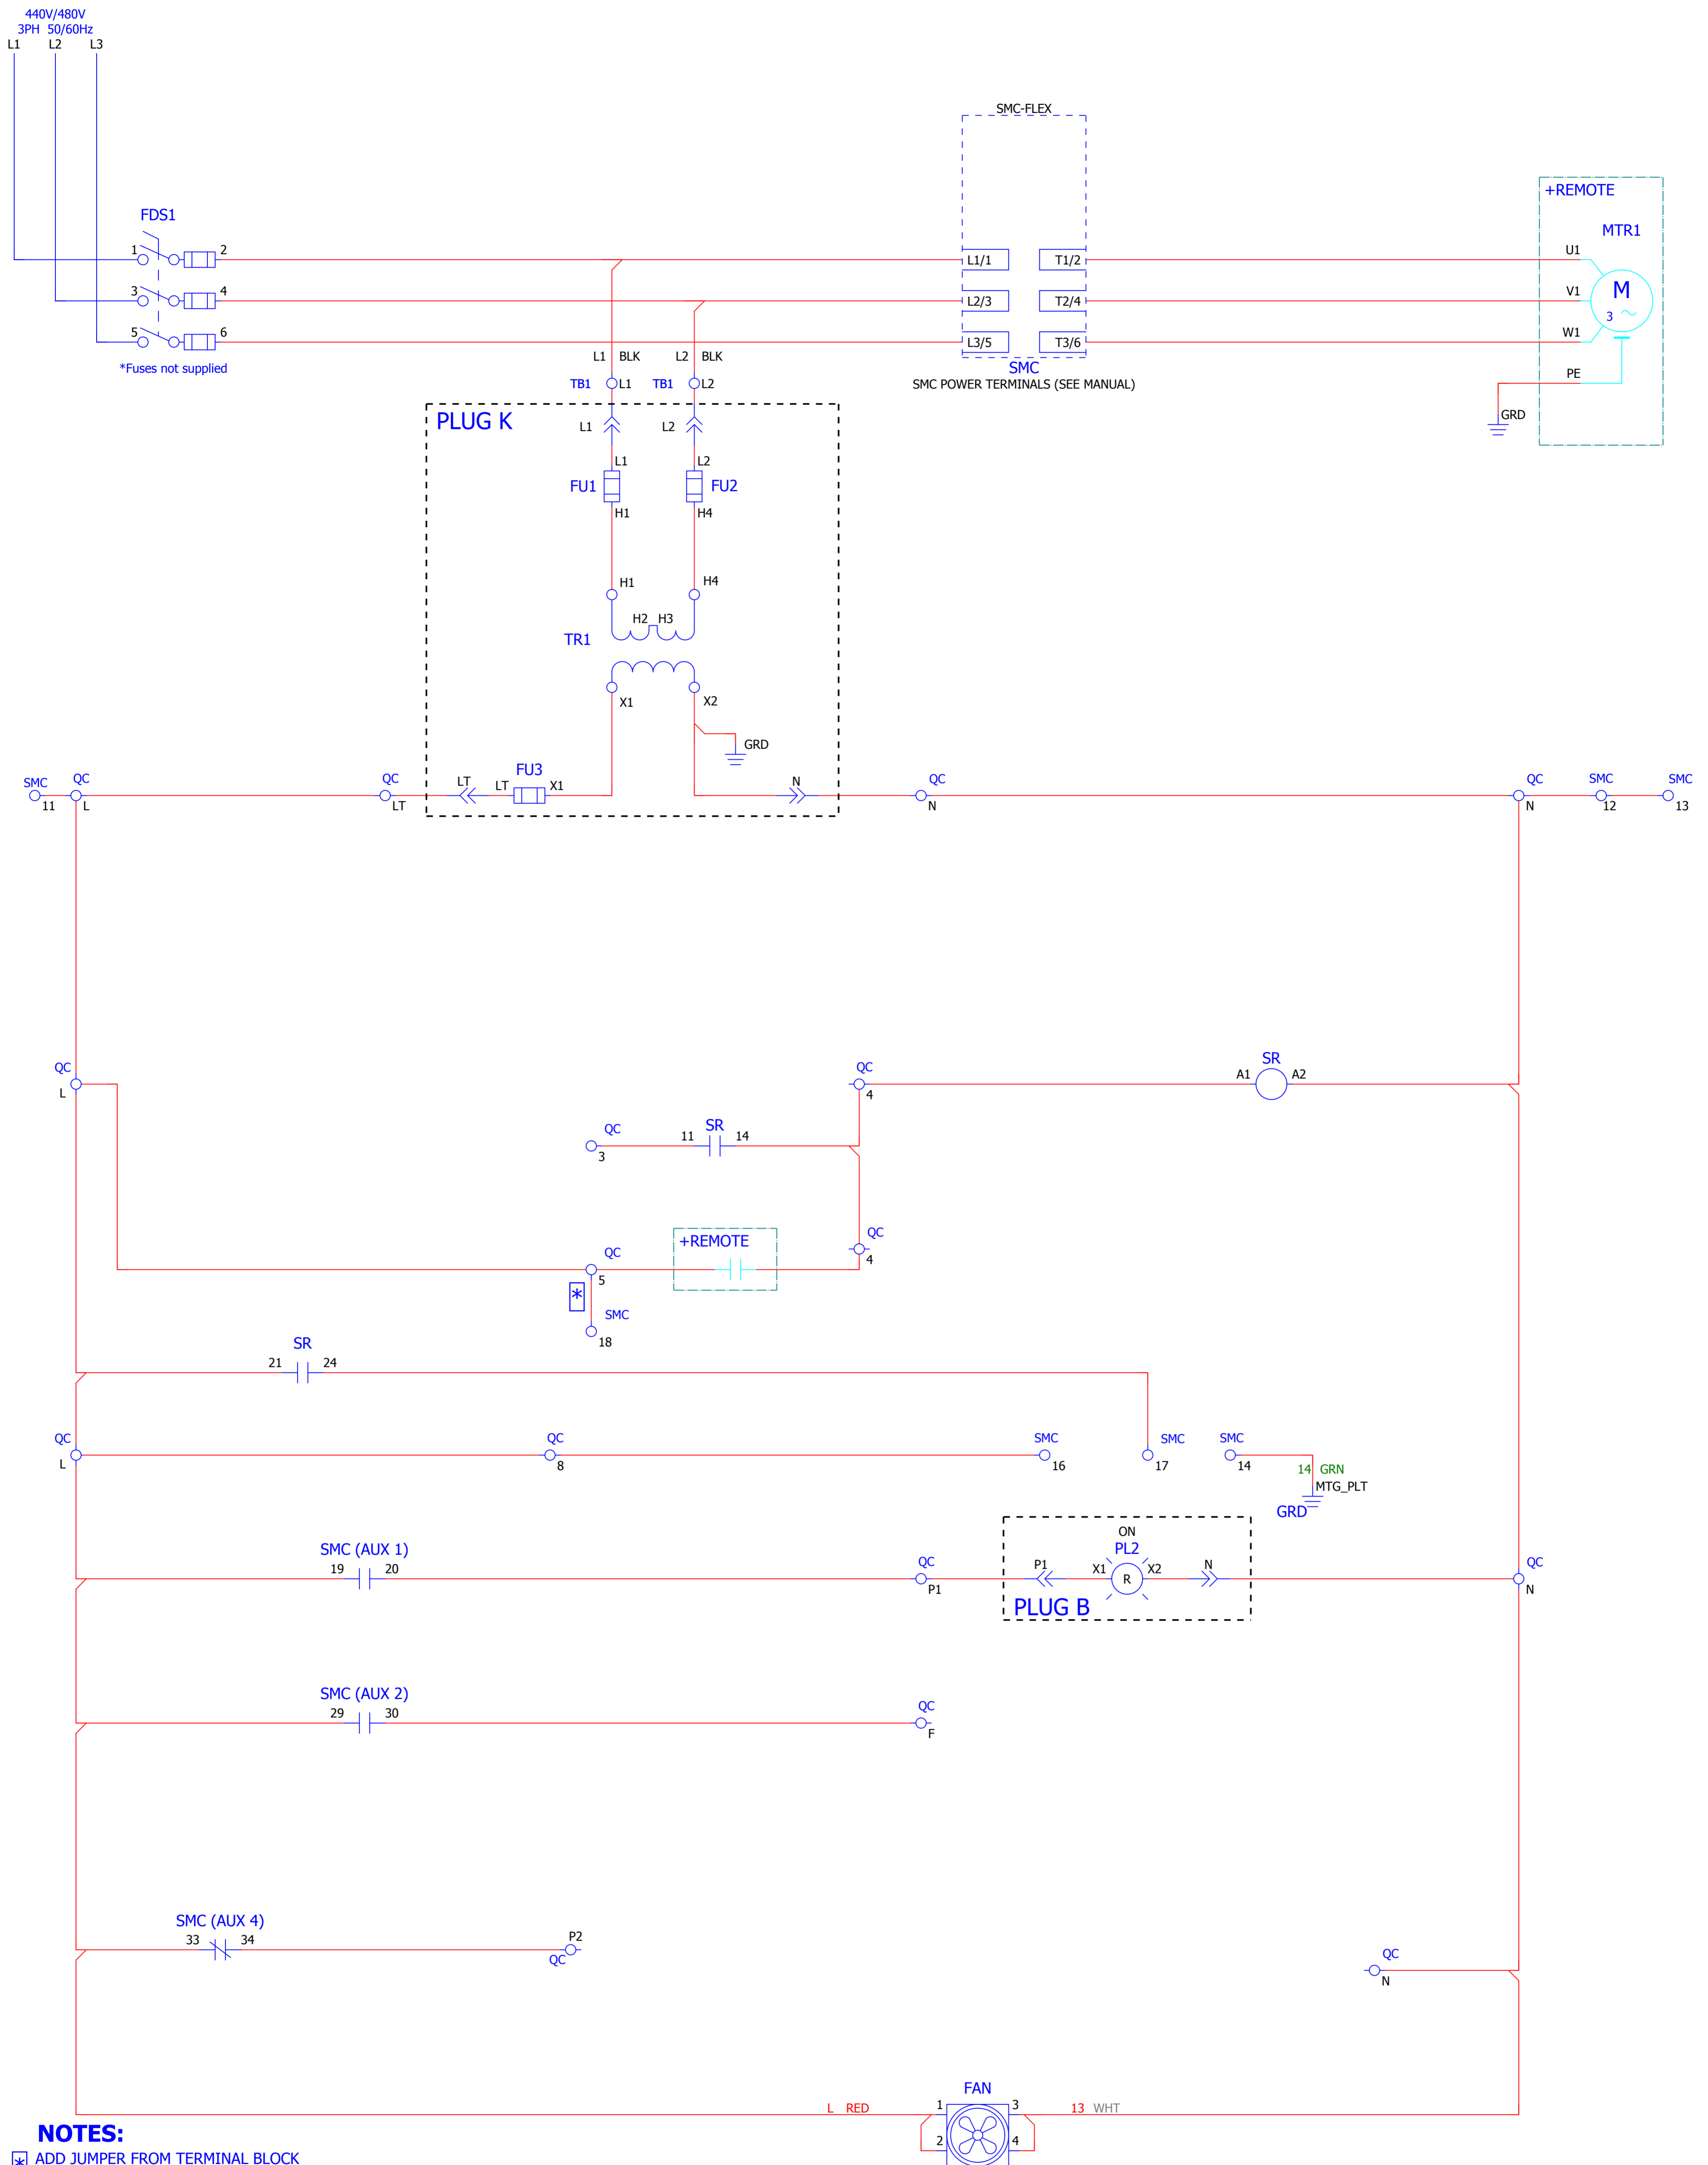 440V/480V
3PH 50/60Hz
L1 L2 L3
SMC-FLEX
+REMOTE
MTR1
FDS1
1 2
3 4
5 6
*Fuses not supplied
L1/1 T1/2
L2/3 T2/4
L3/5 T3/6
SMC
SMC POWER TERMINALS (SEE MANUAL)
U1
V1
W1
PE
M
3
GRD
L1 BLK L2 BLK
TB1 L1 TB1 L2
PLUG K
L1 L2
L1 L2
FU1 FU2
H1 H4
H1 H4
H2 H3
TR1
X1 X2
GRD
SMC QC QC LT LT FU3 X1 N QC QC SMC SMC
11 L LT N N 12 13
QC QC SR
L 4 A1 A2
QC SR
3 11 14
QC +REMOTE QC
5 4
*
SMC
18
SR
21 24
QC QC SMC SMC SMC
L 8 16 17 14
14 GRN
MTG_PLT
GRD
SMC (AUX 1)
19 20
QC
P1
ON
PL2
P1 X1 R X2 N
PLUG B
QC
N
SMC (AUX 2)
29 30
QC
F
SMC (AUX 4)
33 34
P2
QC
QC
N
FAN
L RED 1 3 13 WHT
2 4
NOTES:
* ADD JUMPER FROM TERMINAL BLOCK